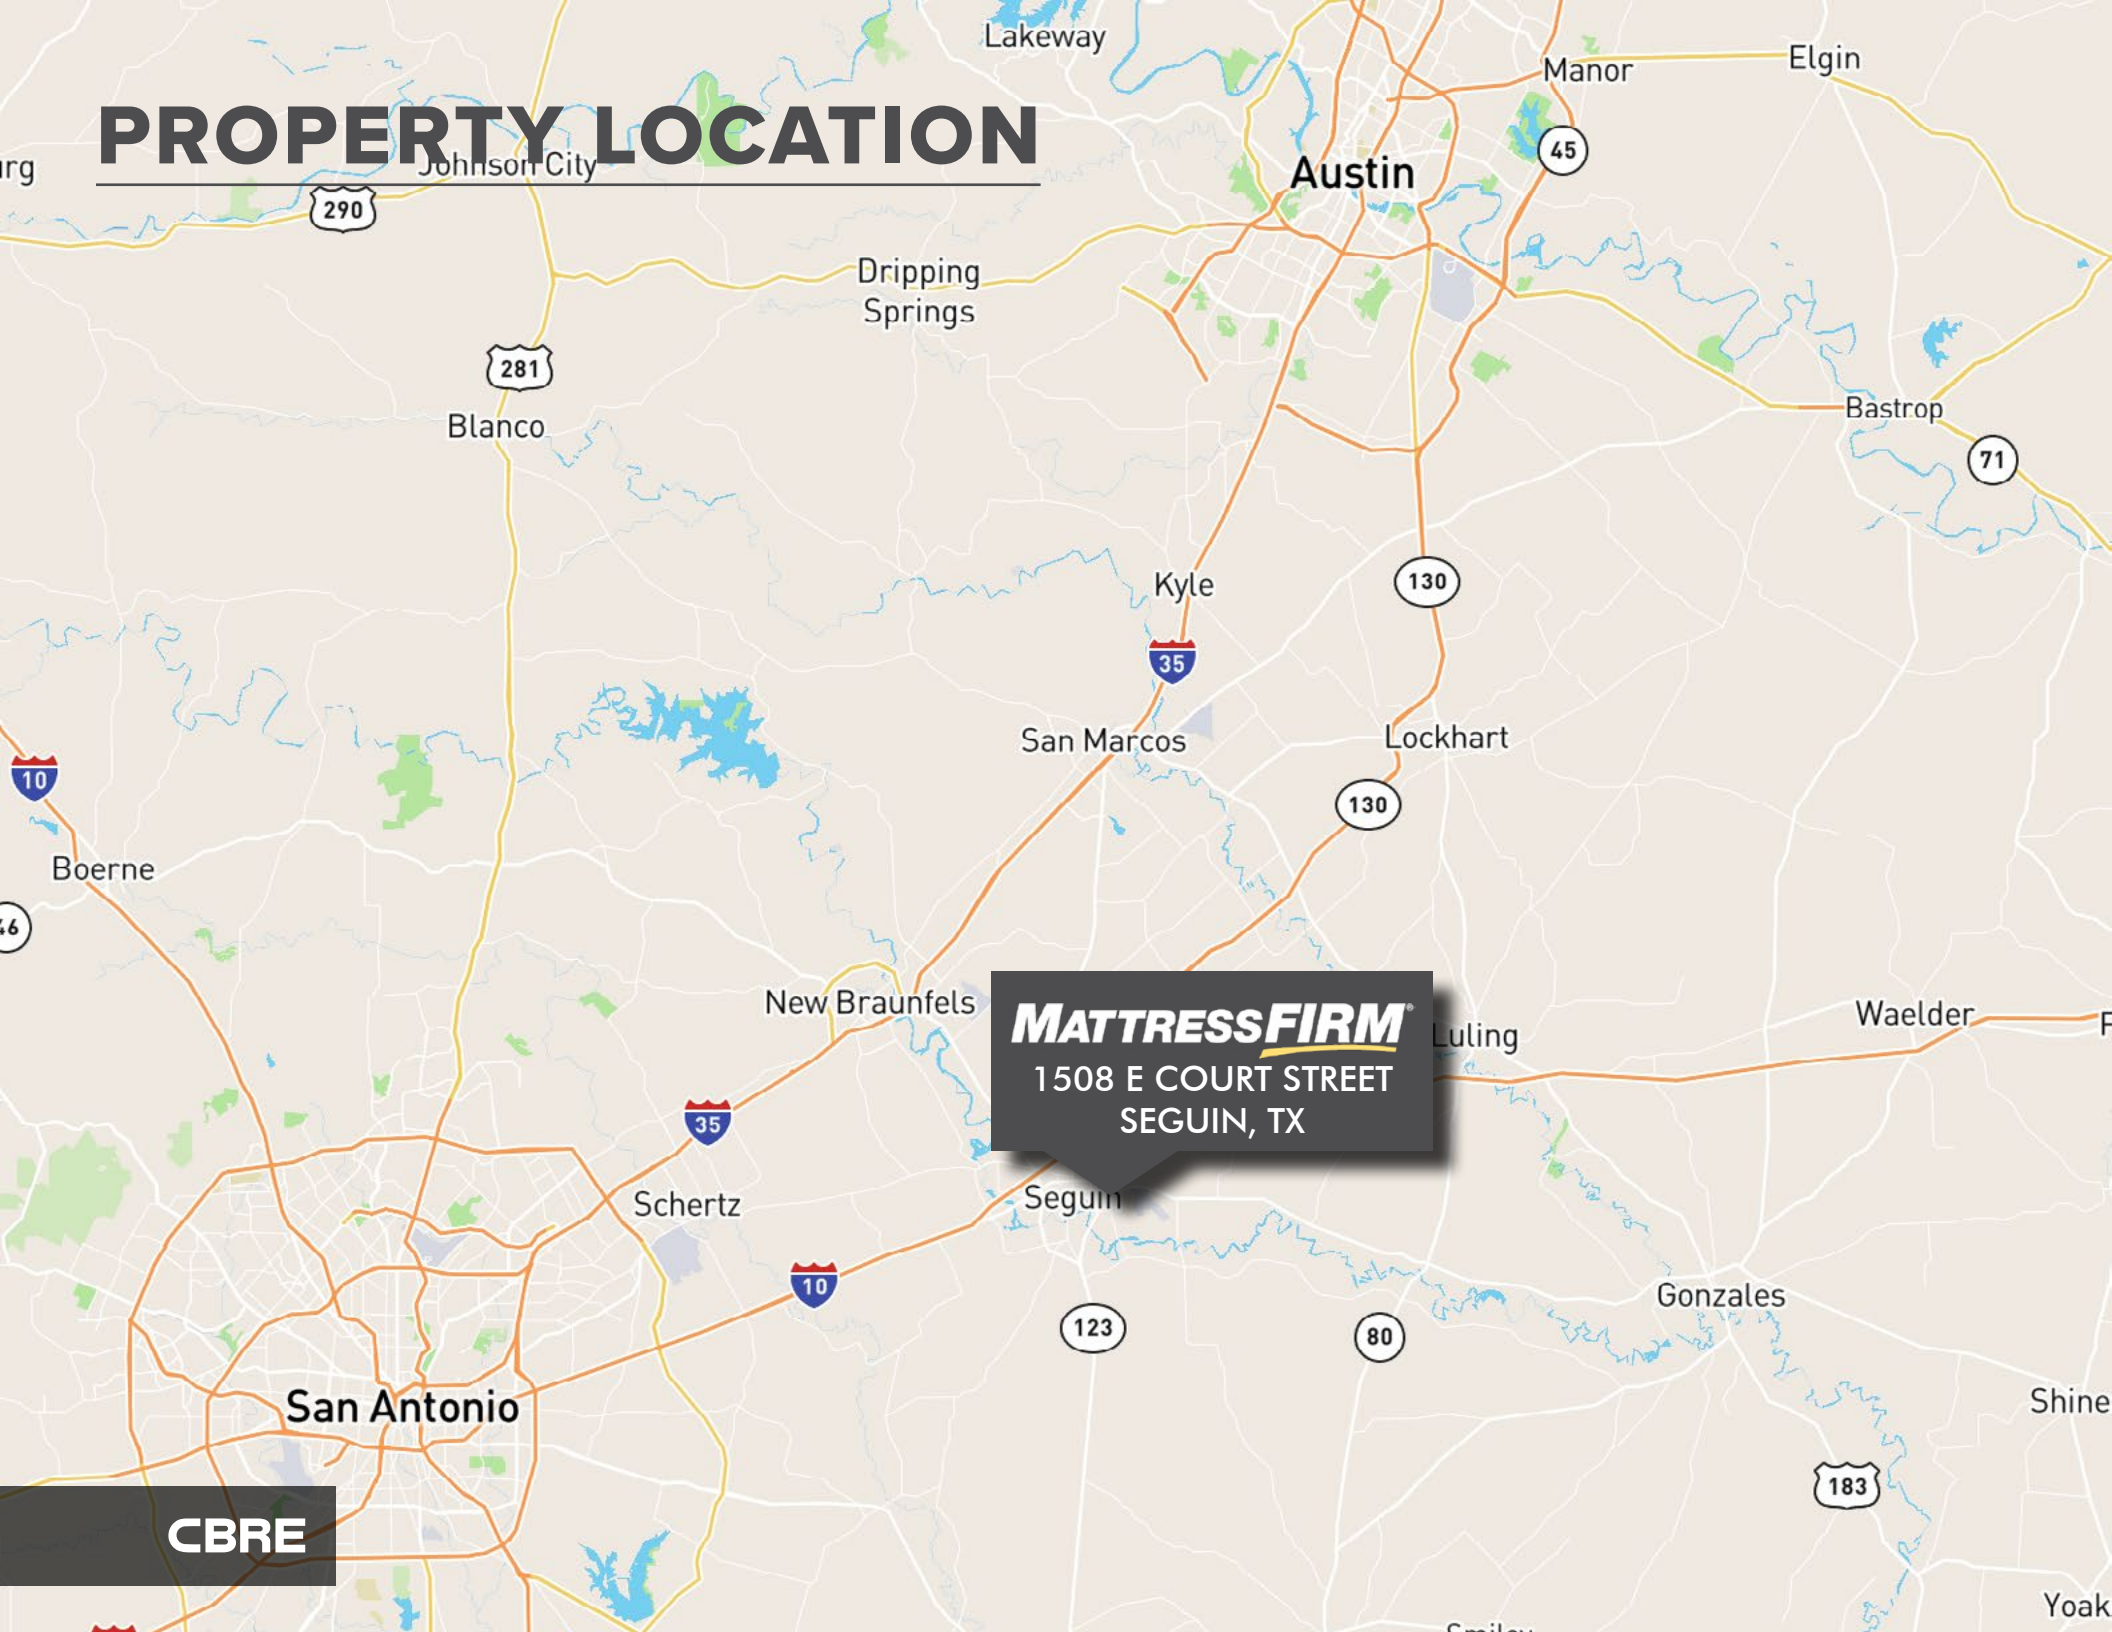 Lakeway
Manor
Elgin
PROPERTY LOCATION
Johnson City
45
Austin
290
Dripping
Springs
281
Blanco
Bastrop
71
Kyle
130
35
San Marcos
Lockhart
10
130
Boerne
46
New Braunfels
MATTRESSFIRM®
1508 E COURT STREET
SEGUIN, TX
Luling
Waelder
35
Schertz
Seguin
10
123
80
Gonzales
San Antonio
Shine
183
CBRE
Yoak